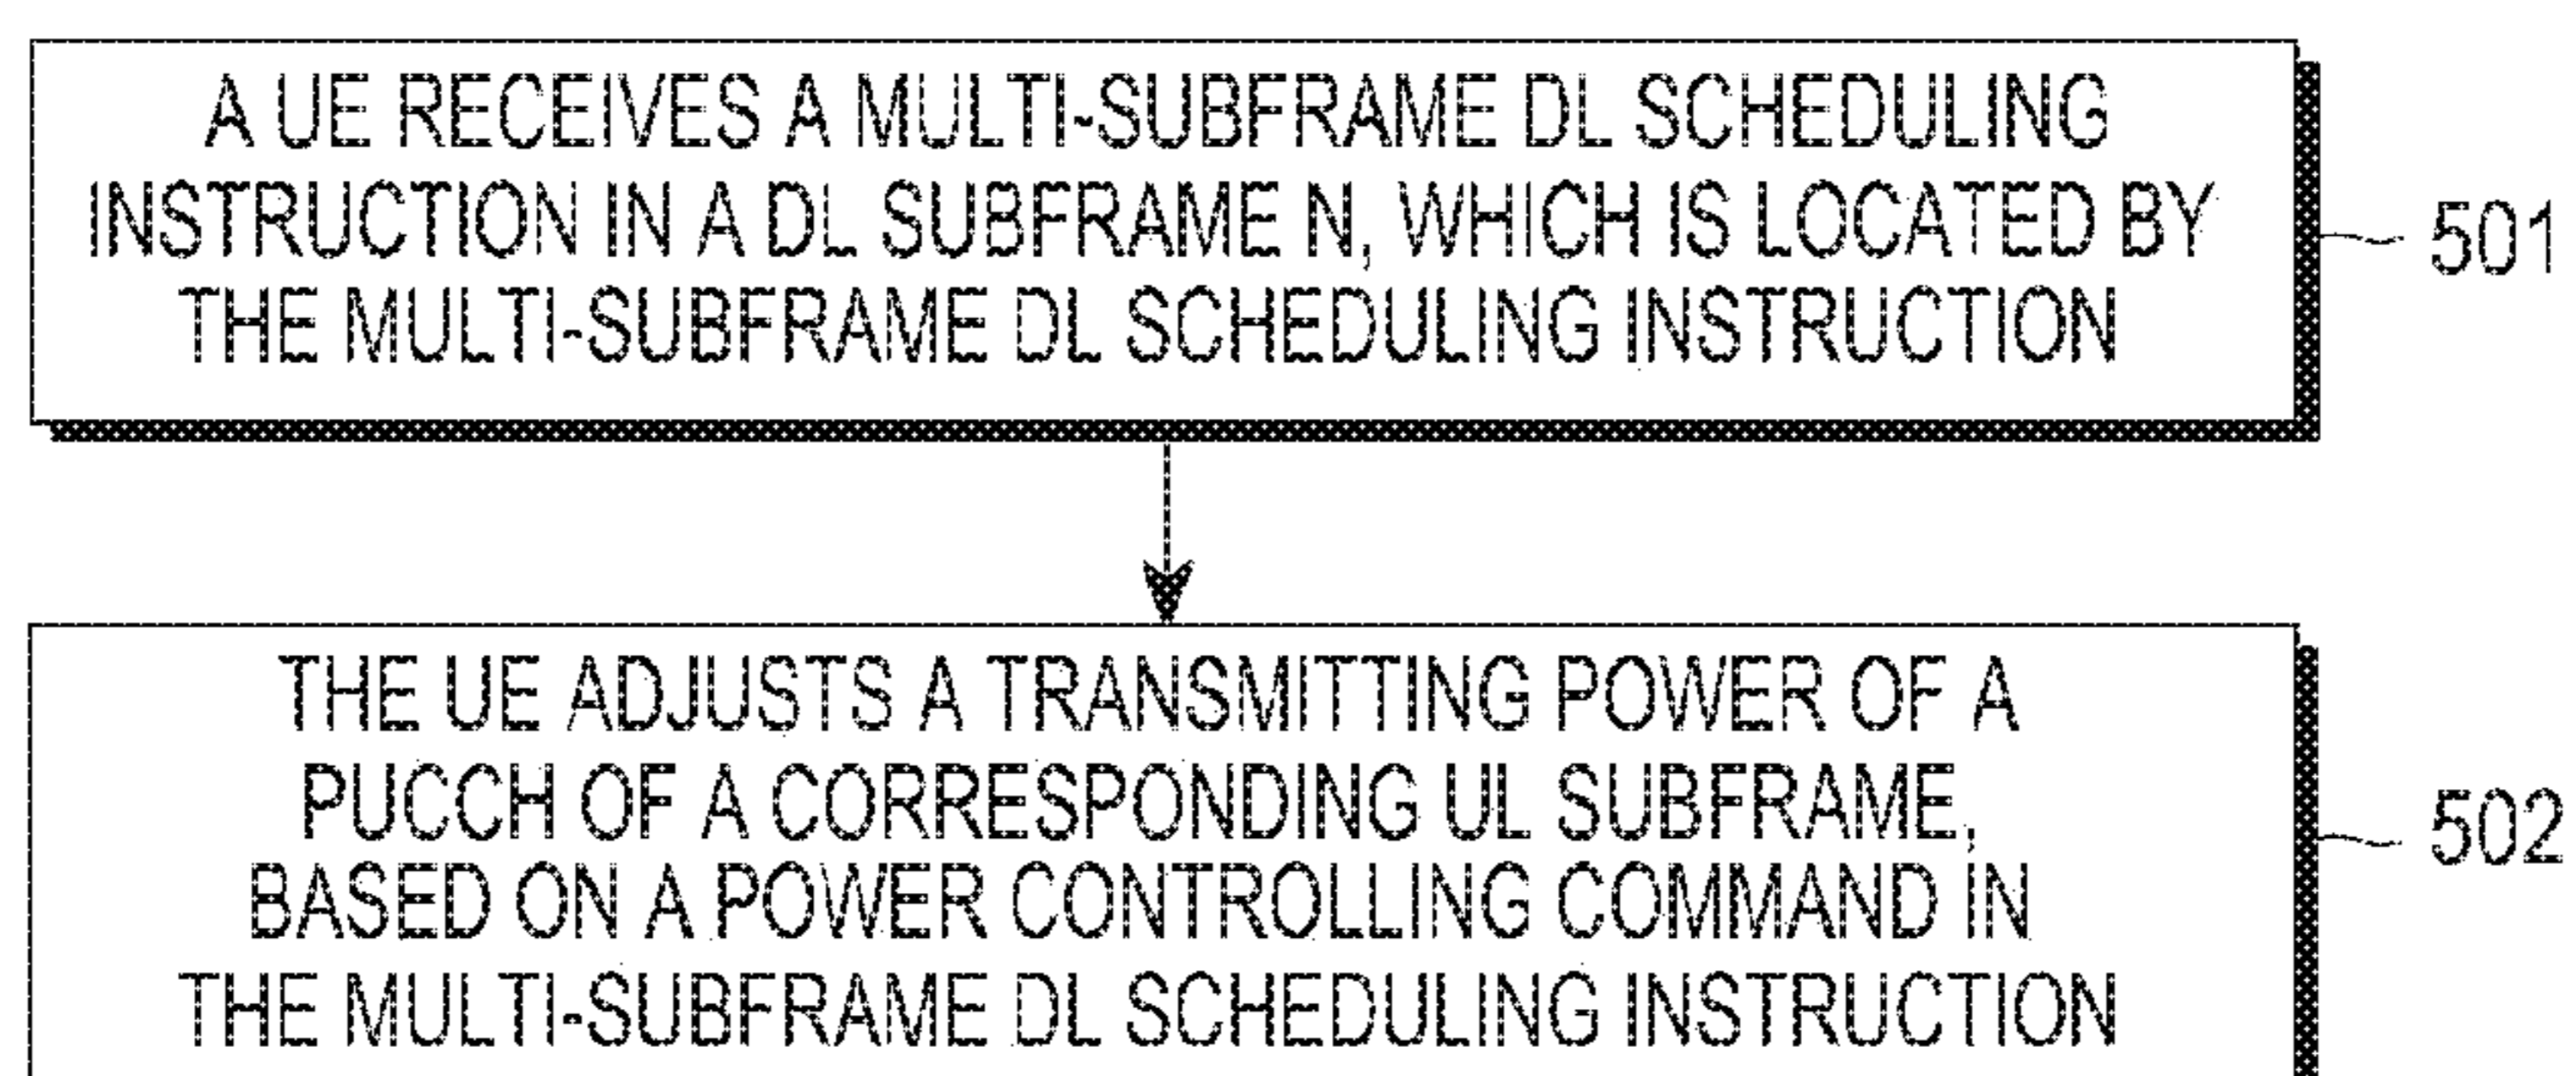 A UE RECEIVES A MULTI-SUBFRAME DL SCHEDULING
INSTRUCTION IN A DL SUBFRAME N, WHICH IS LOCATED BY
THE MULTI-SUBFRAME DL SCHEDULING INSTRUCTION
501
THE UE ADJUSTS A TRANSMITTING POWER OF A
PUCCH OF A CORRESPONDING UL SUBFRAME,
BASED ON A POWER CONTROLLING COMMAND IN
THE MULTI-SUBFRAME DL SCHEDULING INSTRUCTION
502